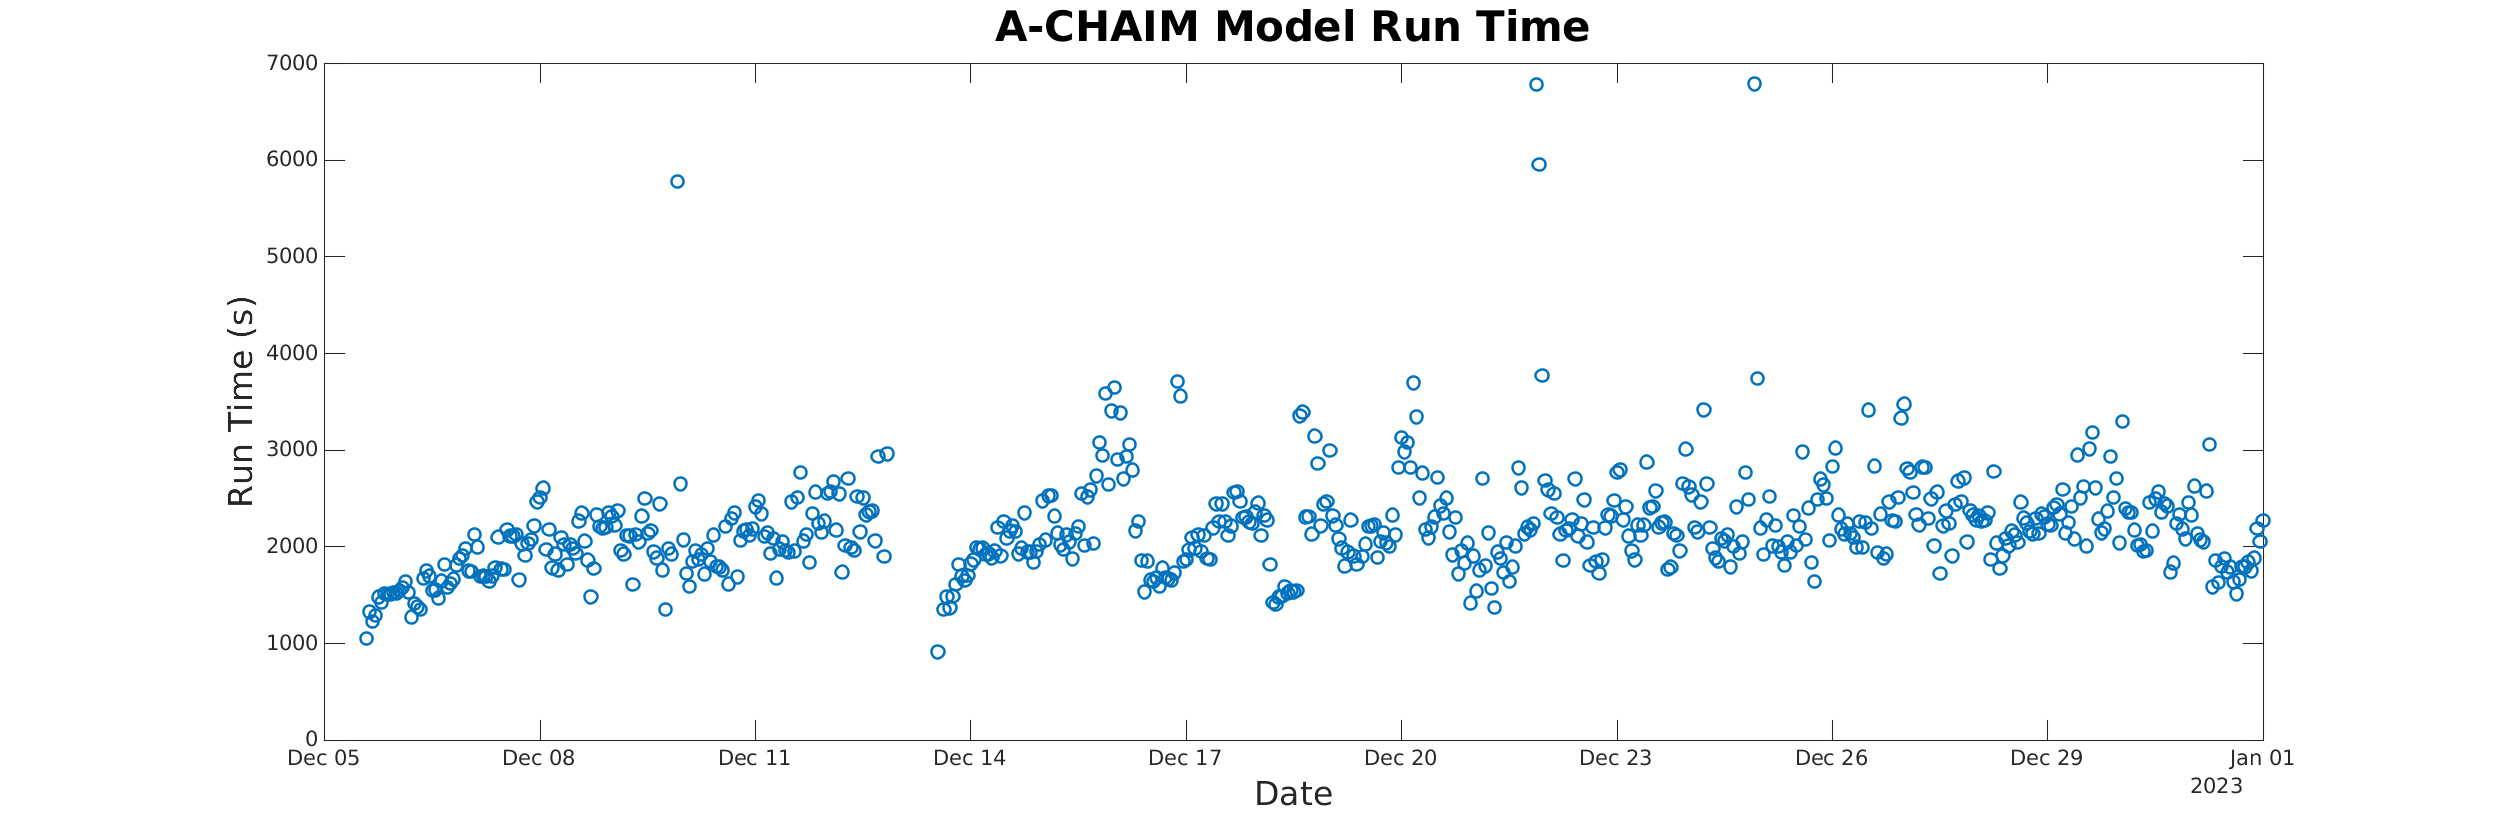 A-CHAIM Model Run Time
7000
6000
5000
4000
3000
2000
1000
0
Run Time (s)
Dec 05 Dec 08 Dec 11 Dec 14 Dec 17 Dec 20 Dec 23 Dec 26 Dec 29 Jan 01
2023
Date